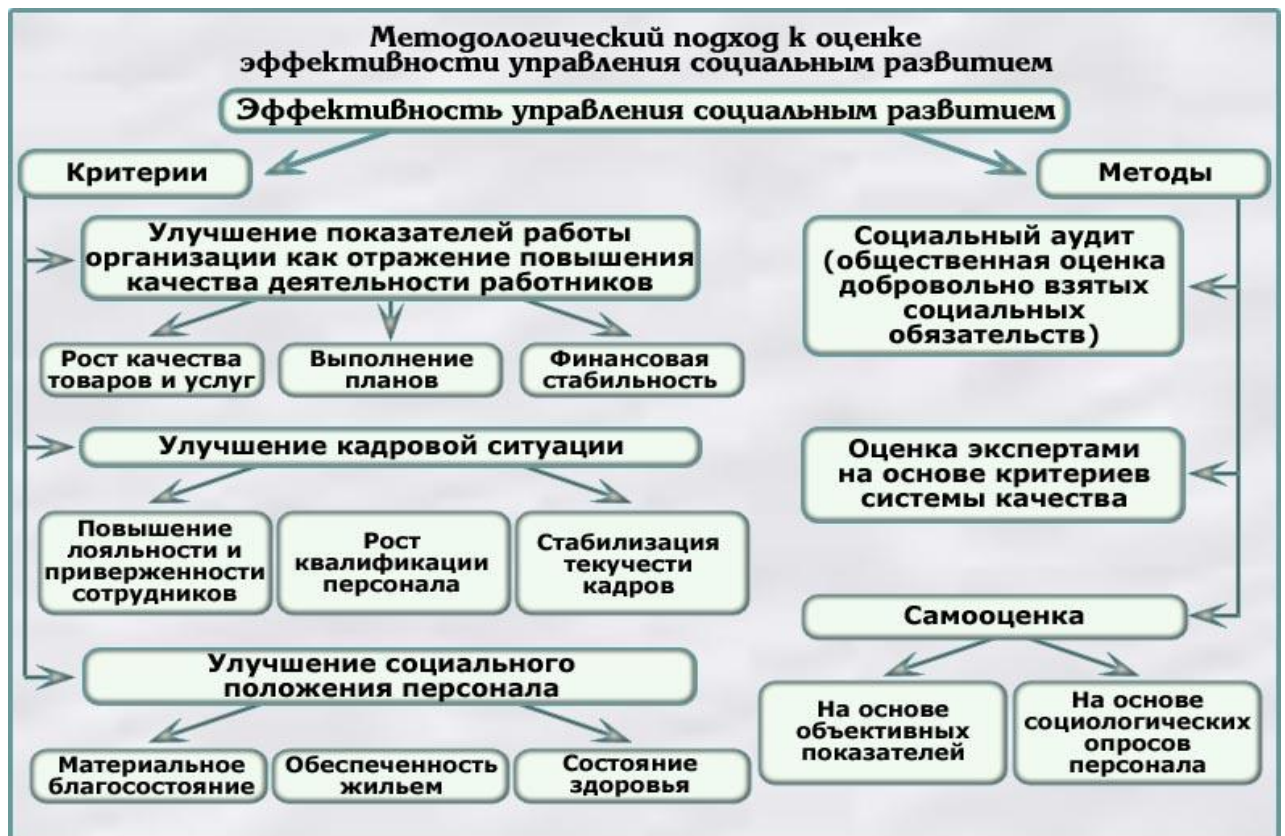 Методологический подход к оценке
эффективности управления социальным развитием
Эффективность управления социальным развитием
Критерии
Методы
Улучшение показателей работы
организации как отражение повышения
качества деятельности работников
Рост качества
товаров и услуг
Выполнение
планов
Финансовая
стабильность
Улучшение кадровой ситуации
Повышение
лояльности и
приверженности
сотрудников
Рост
квалификации
персонала
Стабилизация
текучести
кадров
Улучшение социального
положения персонала
Материальное
благосостояние
Обеспеченность
жильем
Состояние
здоровья
Социальный аудит
(общественная оценка
добровольно взятых
социальных
обязательств)
Оценка экспертами
на основе критериев
системы качества
Самооценка
На основе
объективных
показателей
На основе
социологических
опросов
персонала